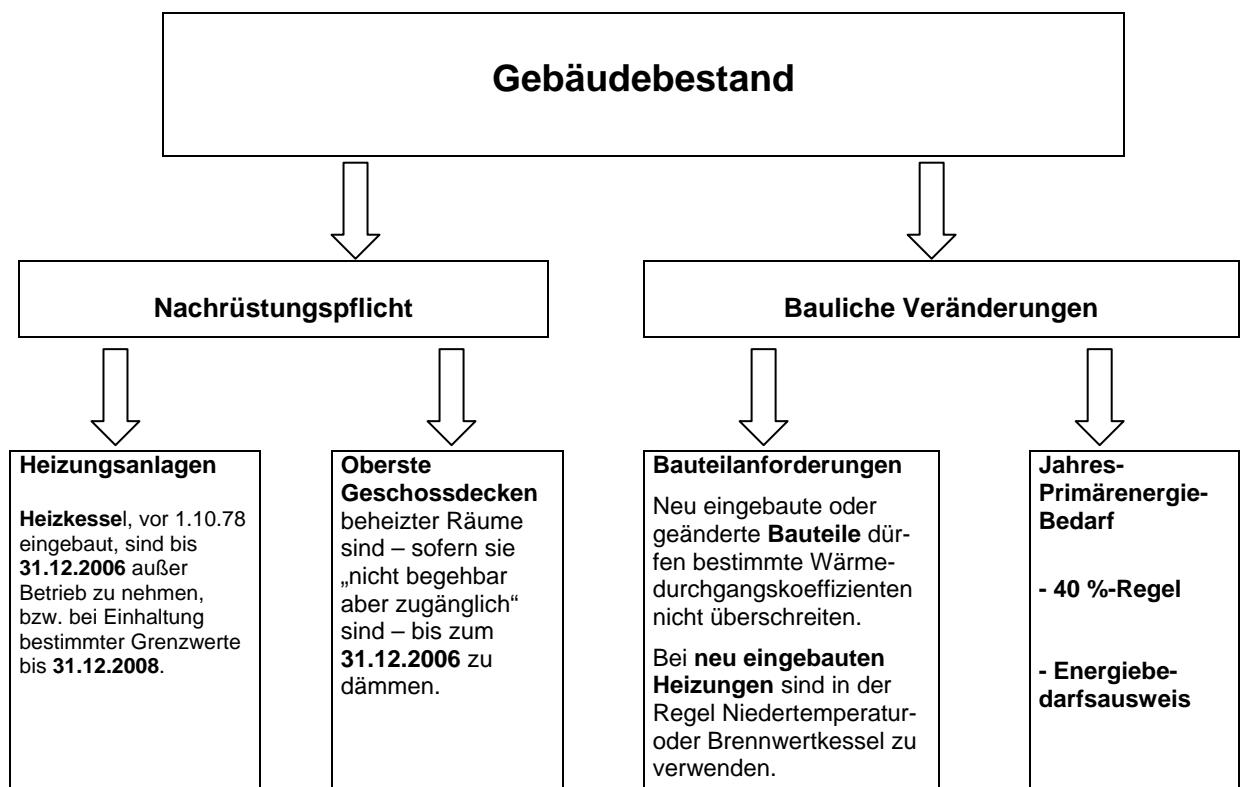 Gebäudebestand
Nachrüstungspflicht
Bauliche Veränderungen
Heizungsanlagen
Heizkessel, vor 1.10.78
eingebaut, sind bis
31.12.2006 außer
Betrieb zu nehmen,
bzw. bei Einhaltung
bestimmter Grenzwerte
bis 31.12.2008.
Oberste
Geschossdecken
beheizter Räume
sind – sofern sie
„nicht begehbar
aber zugänglich“
sind – bis zum
31.12.2006 zu
dämmen.
Bauteilanforderungen
Neu eingebaute oder
geänderte Bauteile dür-
fen bestimmte Wärme-
durchgangskoeffizienten
nicht überschreiten.
Bei neu eingebauten
Heizungen sind in der
Regel Niedertemperatur-
oder Brennwertkessel zu
verwenden.
Jahres-
Primärenergie-
Bedarf
- 40 %-Regel
- Energiebe-
darfsausweis